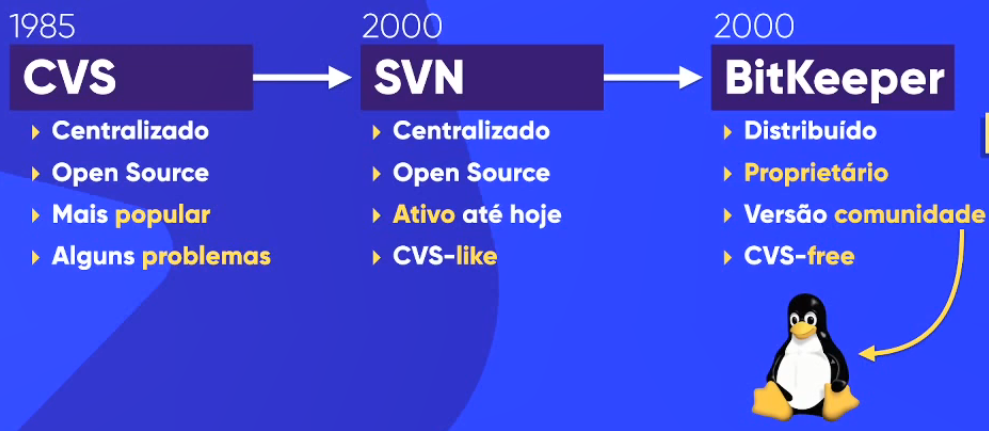 1985
CVS
Centralizado
Open Source
Mais popular
Alguns problemas
2000
SVN
Centralizado
Open Source
Ativo até hoje
CVS-like
2000
BitKeeper
Distribuído
Proprietário
Versão comunidade
CVS-free